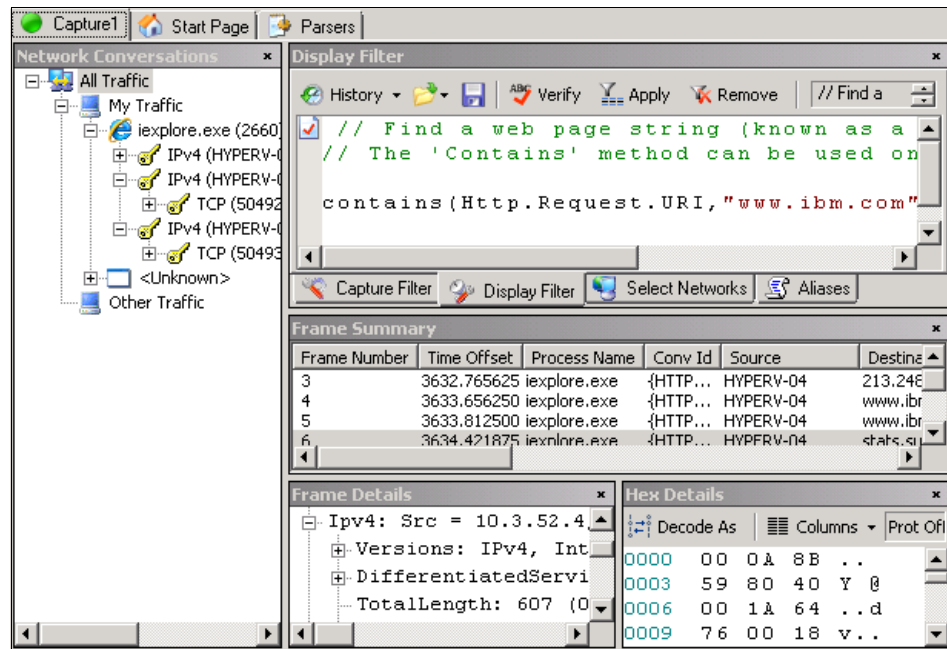 Capture1 Start Page Parsers
Network Conversations
All Traffic
My Traffic
iexplore.exe (2660)
IPv4 (HYPERV-0
IPv4 (HYPERV-0
TCP (50492
IPv4 (HYPERV-0
TCP (50493
<Unknown>
Other Traffic
Display Filter
History ABC Verify Apply Remove // Find a
// Find a web page string (known as a
// The 'Contains' method can be used on
contains(Http.Request.URI,"www.ibm.com"
Capture Filter Display Filter Select Networks Aliases
Frame Summary
Frame Number Time Offset Process Name Conv Id Source Destina
3 3632.765625 iexplore.exe {HTTP... HYPERV-04 213.248
4 3633.656250 iexplore.exe {HTTP... HYPERV-04 www.ibr
5 3633.812500 iexplore.exe {HTTP... HYPERV-04 www.ibr
6 3634.421875 iexplore.exe {HTTP... HYPERV-04 stats.su
Frame Details
Ipv4: Src = 10.3.52.4,
Versions: IPv4, Int
DifferentiatedServi
TotalLength: 607 (0
Hex Details
Decode As Columns Prot Off
0000 00 0A 8B ...
0003 59 80 40 Y @
0006 00 1A 64 ..d
0009 76 00 18 v..